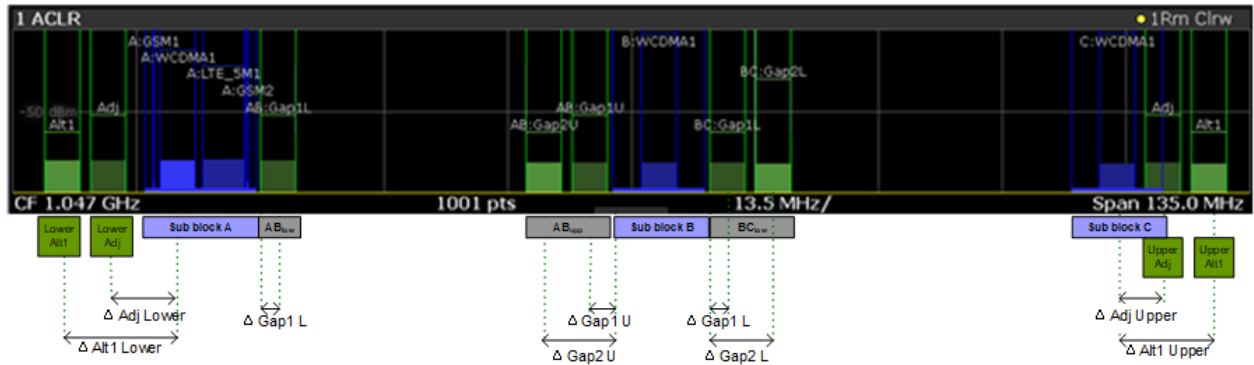 1 ACLR
1Rm Clrw
A:GSM1
B:WCDMA1
C:WCDMA1
A:WCDMA1
A:LTE_5M1
BC:Gap2L
A:GSM2
-50 dBm
Adj
AB:Gap1L
AB:Gap1U
Adj
Alt1
AB:Gap2U
BC:Gap1L
Alt1
CF 1.047 GHz
1001 pts
13.5 MHz/
Span 135.0 MHz
Lower Alt1
Lower Adj
Sub block A
ABlow
ABupp
Sub block B
BClow
Sub block C
Upper Adj
Upper Alt1
Δ Adj Lower
Δ Gap1 L
Δ Gap1 U
Δ Gap1 L
Δ Adj Upper
Δ Alt1 Lower
Δ Gap2 U
Δ Gap2 L
Δ Alt1 Upper